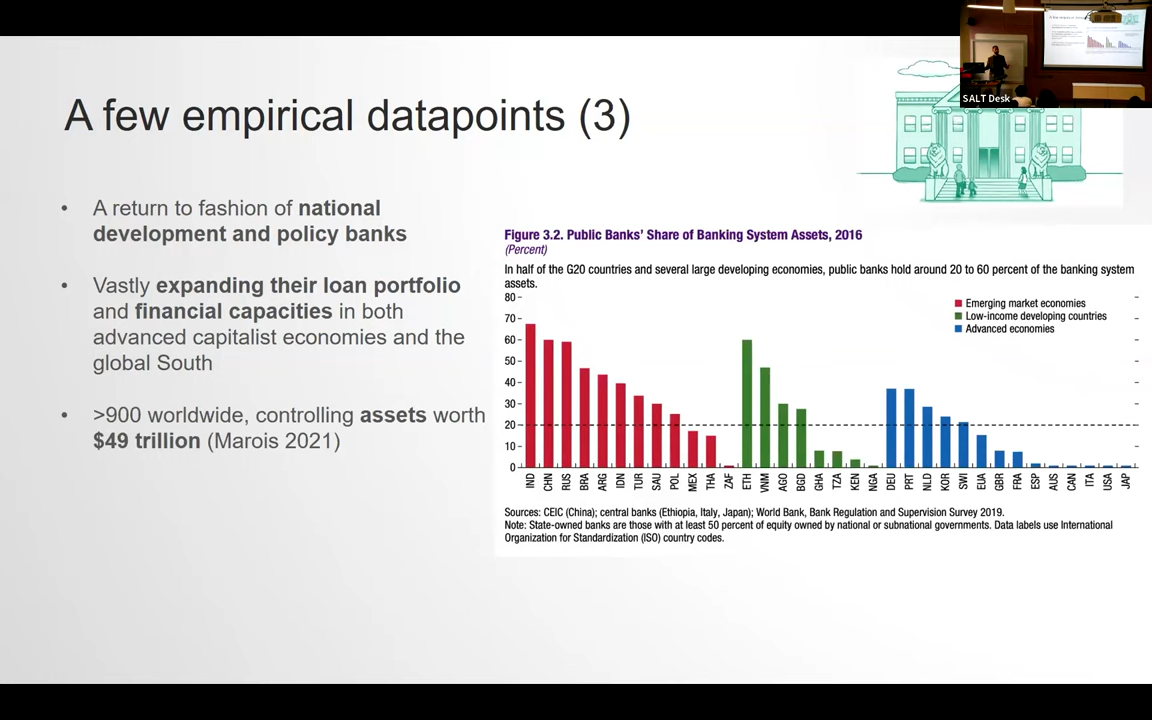 A few empirical datapoints (3)
• A return to fashion of national
development and policy banks
• Vastly expanding their loan portfolio
and financial capacities in both
advanced capitalist economies and the
global South
• >900 worldwide, controlling assets worth
$49 trillion (Marois 2021)
SALT Desk
Figure 3.2. Public Banks’ Share of Banking System Assets, 2016
(Percent)
In half of the G20 countries and several large developing economies, public banks hold around 20 to 60 percent of the banking system
assets.
80
70
60
50
40
30
20
10
0
Emerging market economies
Low-income developing countries
Advanced economies
IND CHN RUS BRA ARG IDN TUR SAU POL MEX THA ZAF ETH VNM AGO BGD GHA TZA KEN NGA DEU PRT NLD KOR SWI EUA GBR FRA ESP AUS CAN ITA USA JAP
Sources: CEIC (China); central banks (Ethiopia, Italy, Japan); World Bank, Bank Regulation and Supervision Survey 2019.
Note: State-owned banks are those with at least 50 percent of equity owned by national or subnational governments. Data labels use International
Organization for Standardization (ISO) country codes.